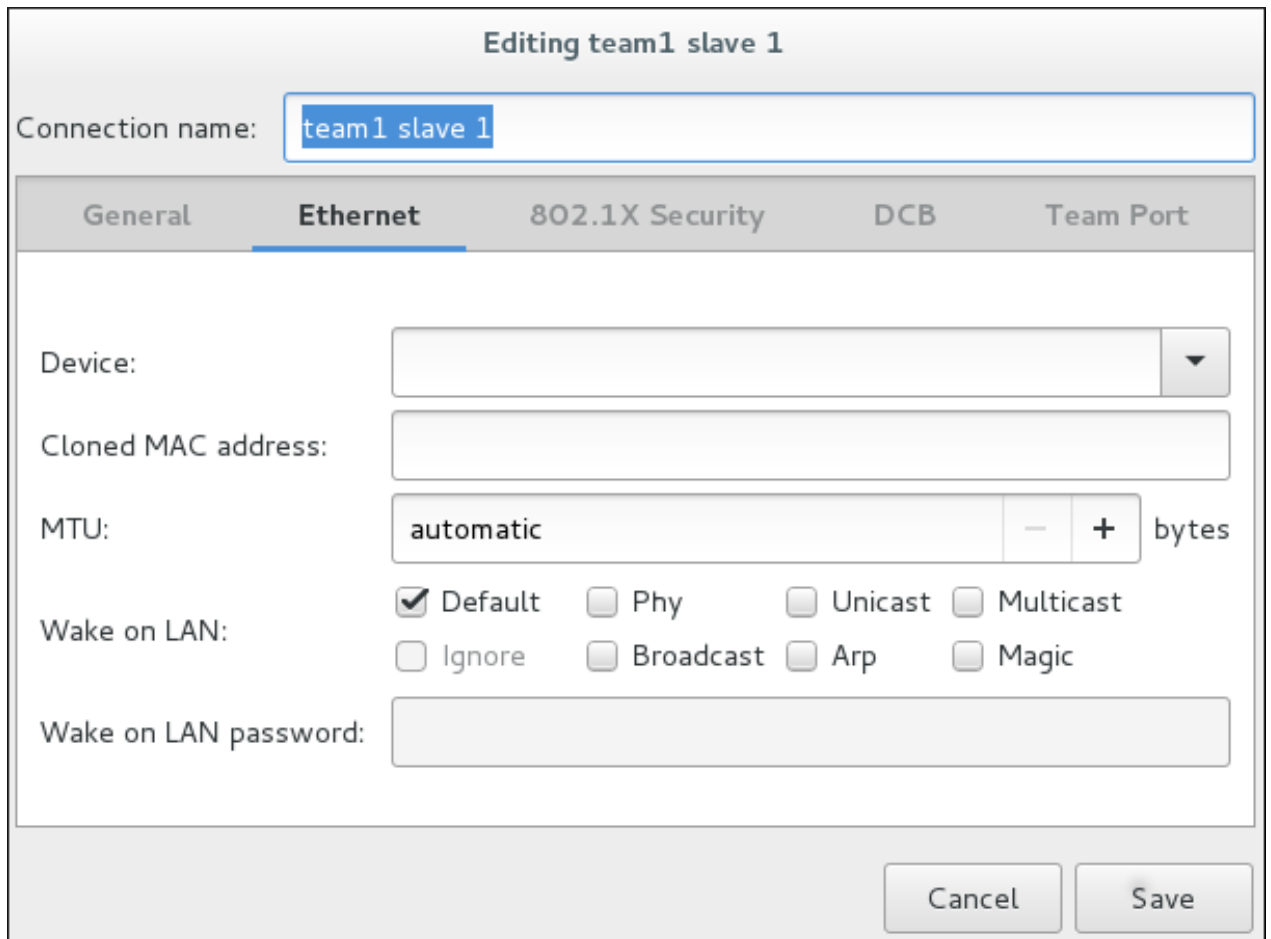 Editing team1 slave 1
Connection name: team1 slave 1
General Ethernet 802.1X Security DCB Team Port
Device:
Cloned MAC address:
MTU: automatic − + bytes
Default Phy Unicast Multicast
Wake on LAN:
Ignore Broadcast Arp Magic
Wake on LAN password:
Cancel Save